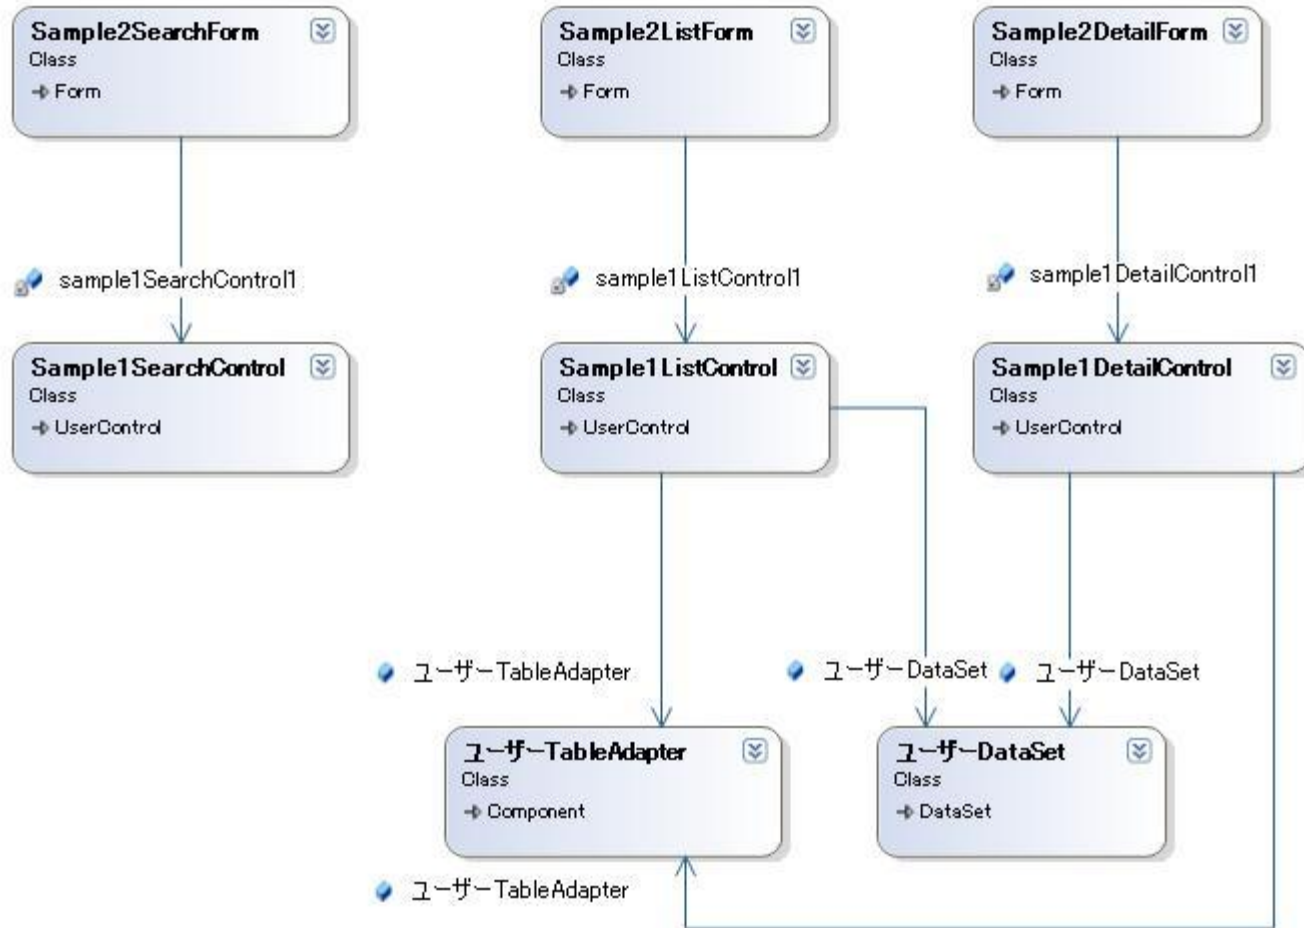 Sample2SearchForm
Class
Form
Sample2ListForm
Class
Form
Sample2DetailForm
Class
Form
sample1SearchControl1
sample1ListControl1
sample1DetailControl1
Sample1SearchControl
Class
UserControl
Sample1ListControl
Class
UserControl
Sample1DetailControl
Class
UserControl
ユーザーTableAdapter
ユーザーDataSet
ユーザーDataSet
ユーザーTableAdapter
Class
Component
ユーザーDataSet
Class
DataSet
ユーザーTableAdapter